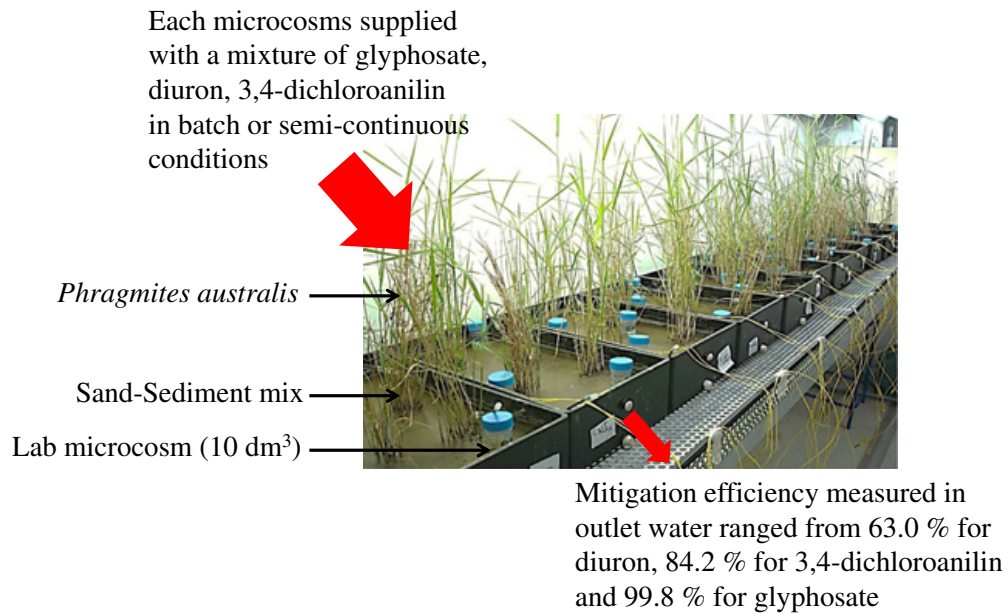 Each microcosms supplied
with a mixture of glyphosate,
diuron, 3,4-dichloroanilin
in batch or semi-continuous
conditions
Phragmites australis
Sand-Sediment mix
Lab microcosm (10 dm³)
Mitigation efficiency measured in
outlet water ranged from 63.0 % for
diuron, 84.2 % for 3,4-dichloroanilin
and 99.8 % for glyphosate